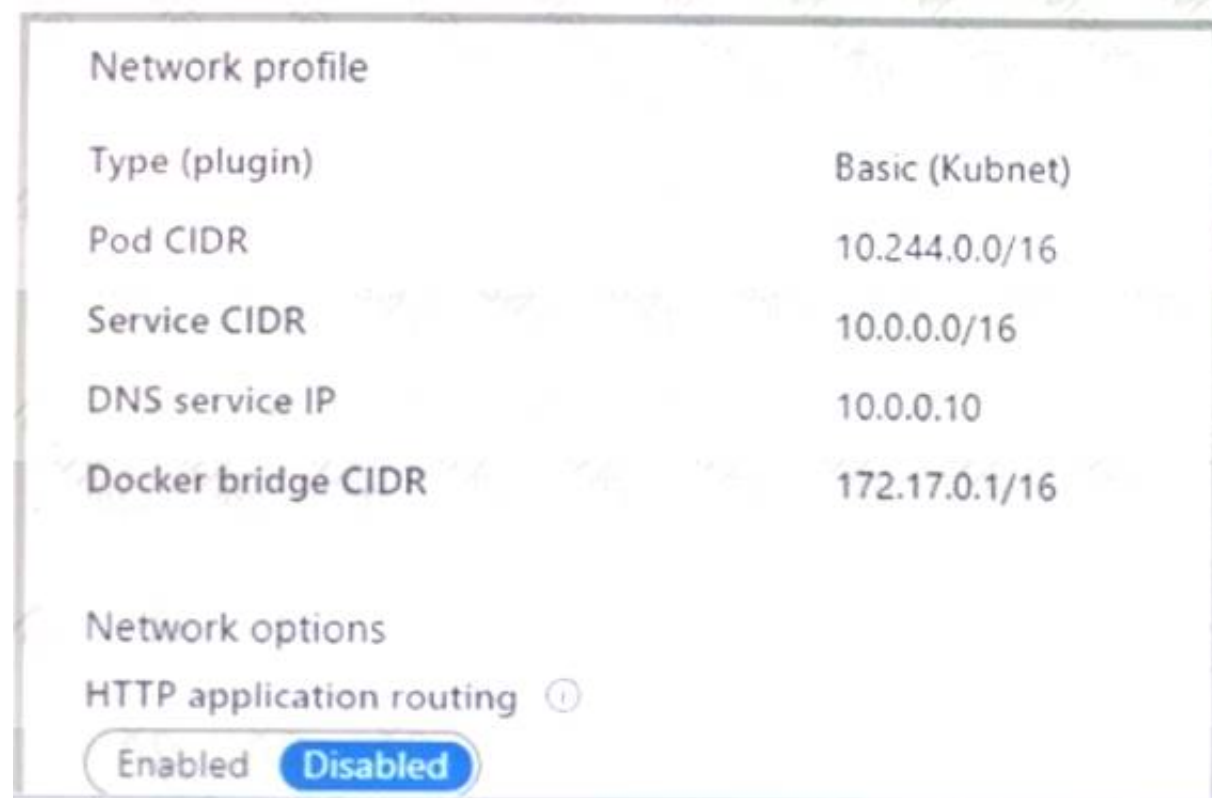 Network profile
Type (plugin) Basic (Kubnet)
Pod CIDR 10.244.0.0/16
Service CIDR 10.0.0.0/16
DNS service IP 10.0.0.10
Docker bridge CIDR 172.17.0.1/16
Network options
HTTP application routing
Enabled Disabled